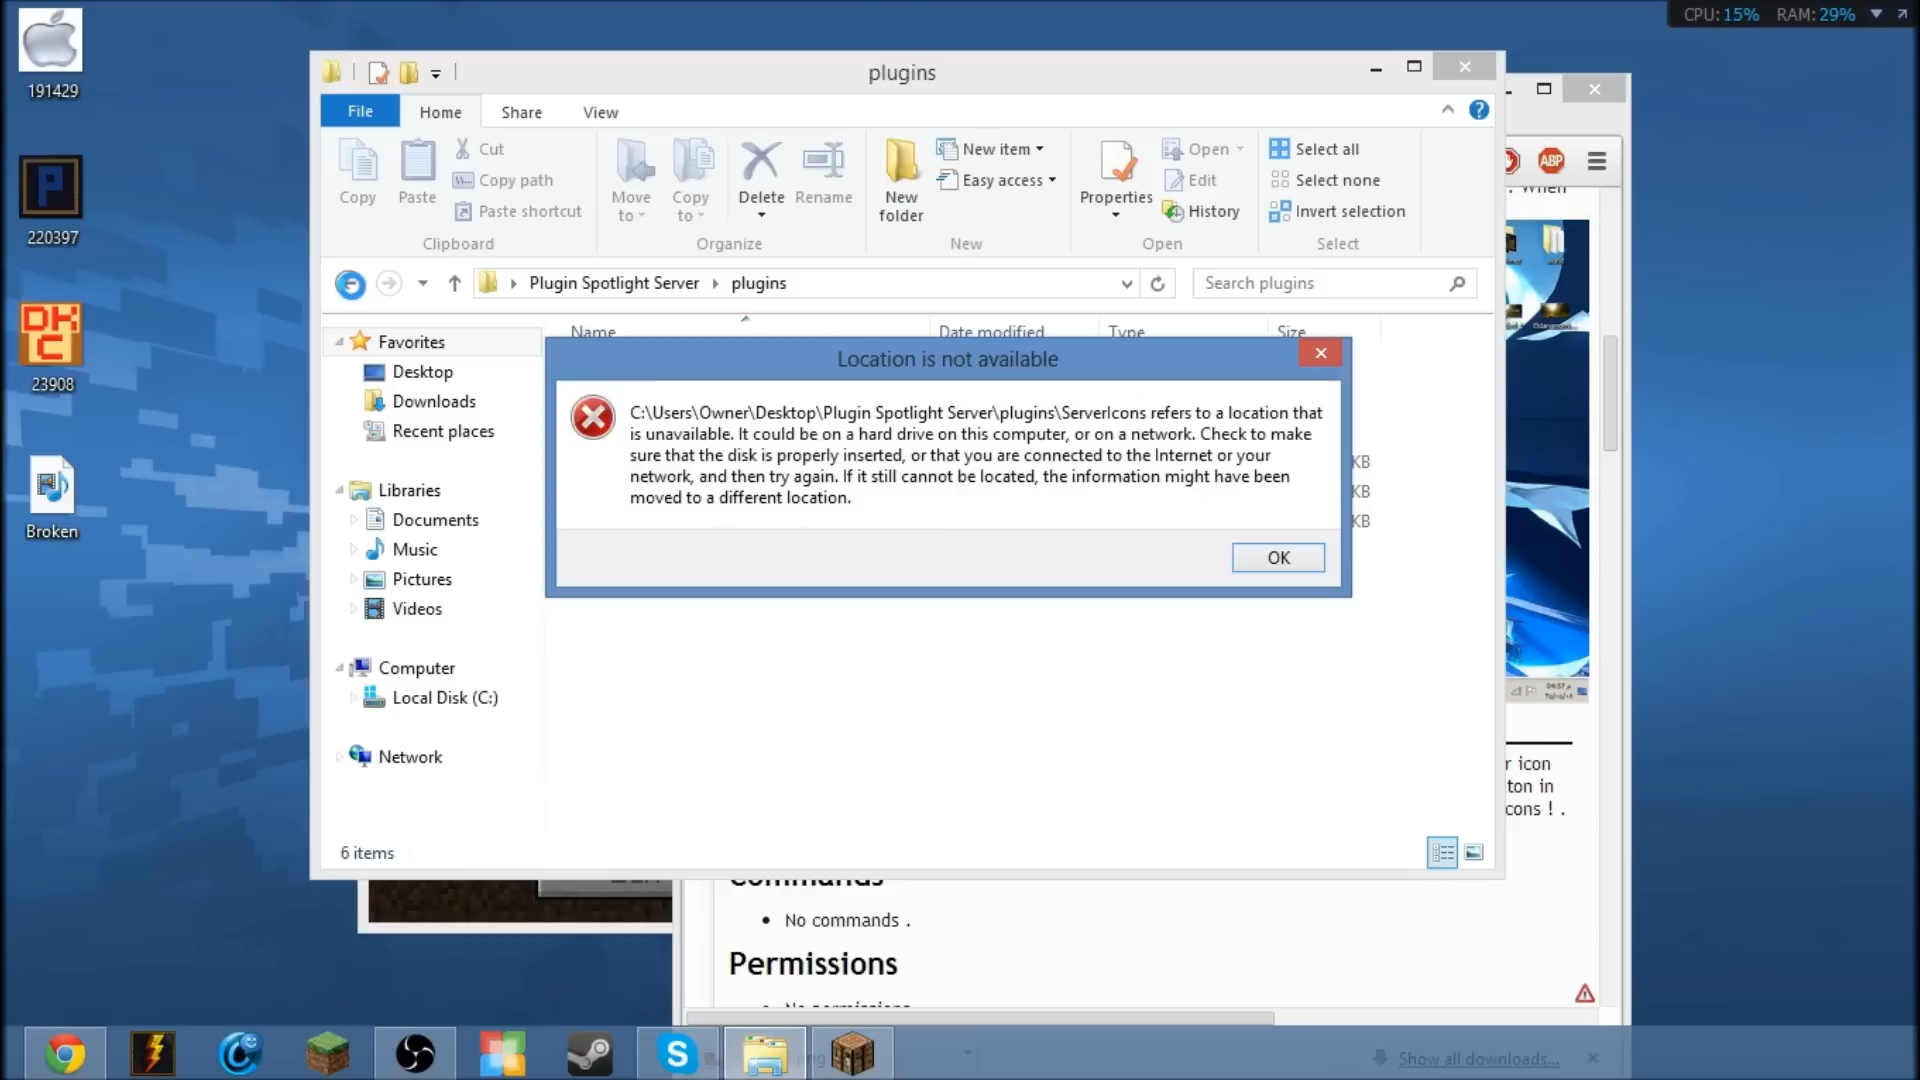 CPU: 15% RAM: 29%
191429
220397
23908
Broken
plugins
File Home Share View
Copy
Paste
Cut
Copy path
Paste shortcut
Clipboard
Move to
Copy to
Delete
Rename
Organize
New folder
New item
Easy access
New
Properties
Open
Edit
History
Open
Select all
Select none
Invert selection
Select
ABP
Plugin Spotlight Server plugins
Search plugins
Name Date modified Type Size
Favorites
Desktop
Downloads
Recent places
Libraries
Documents
Music
Pictures
Videos
Computer
Local Disk (C:)
Network
Location is not available
C:\Users\Owner\Desktop\Plugin Spotlight Server\plugins\ServerIcons refers to a location that
is unavailable. It could be on a hard drive on this computer, or on a network. Check to make
sure that the disk is properly inserted, or that you are connected to the Internet or your
network, and then try again. If it still cannot be located, the information might have been
moved to a different location.
OK
KB
KB
KB
6 items
r icon
ton in
cons ! .
Commands
No commands .
Permissions
No permissions
Show all downloads...